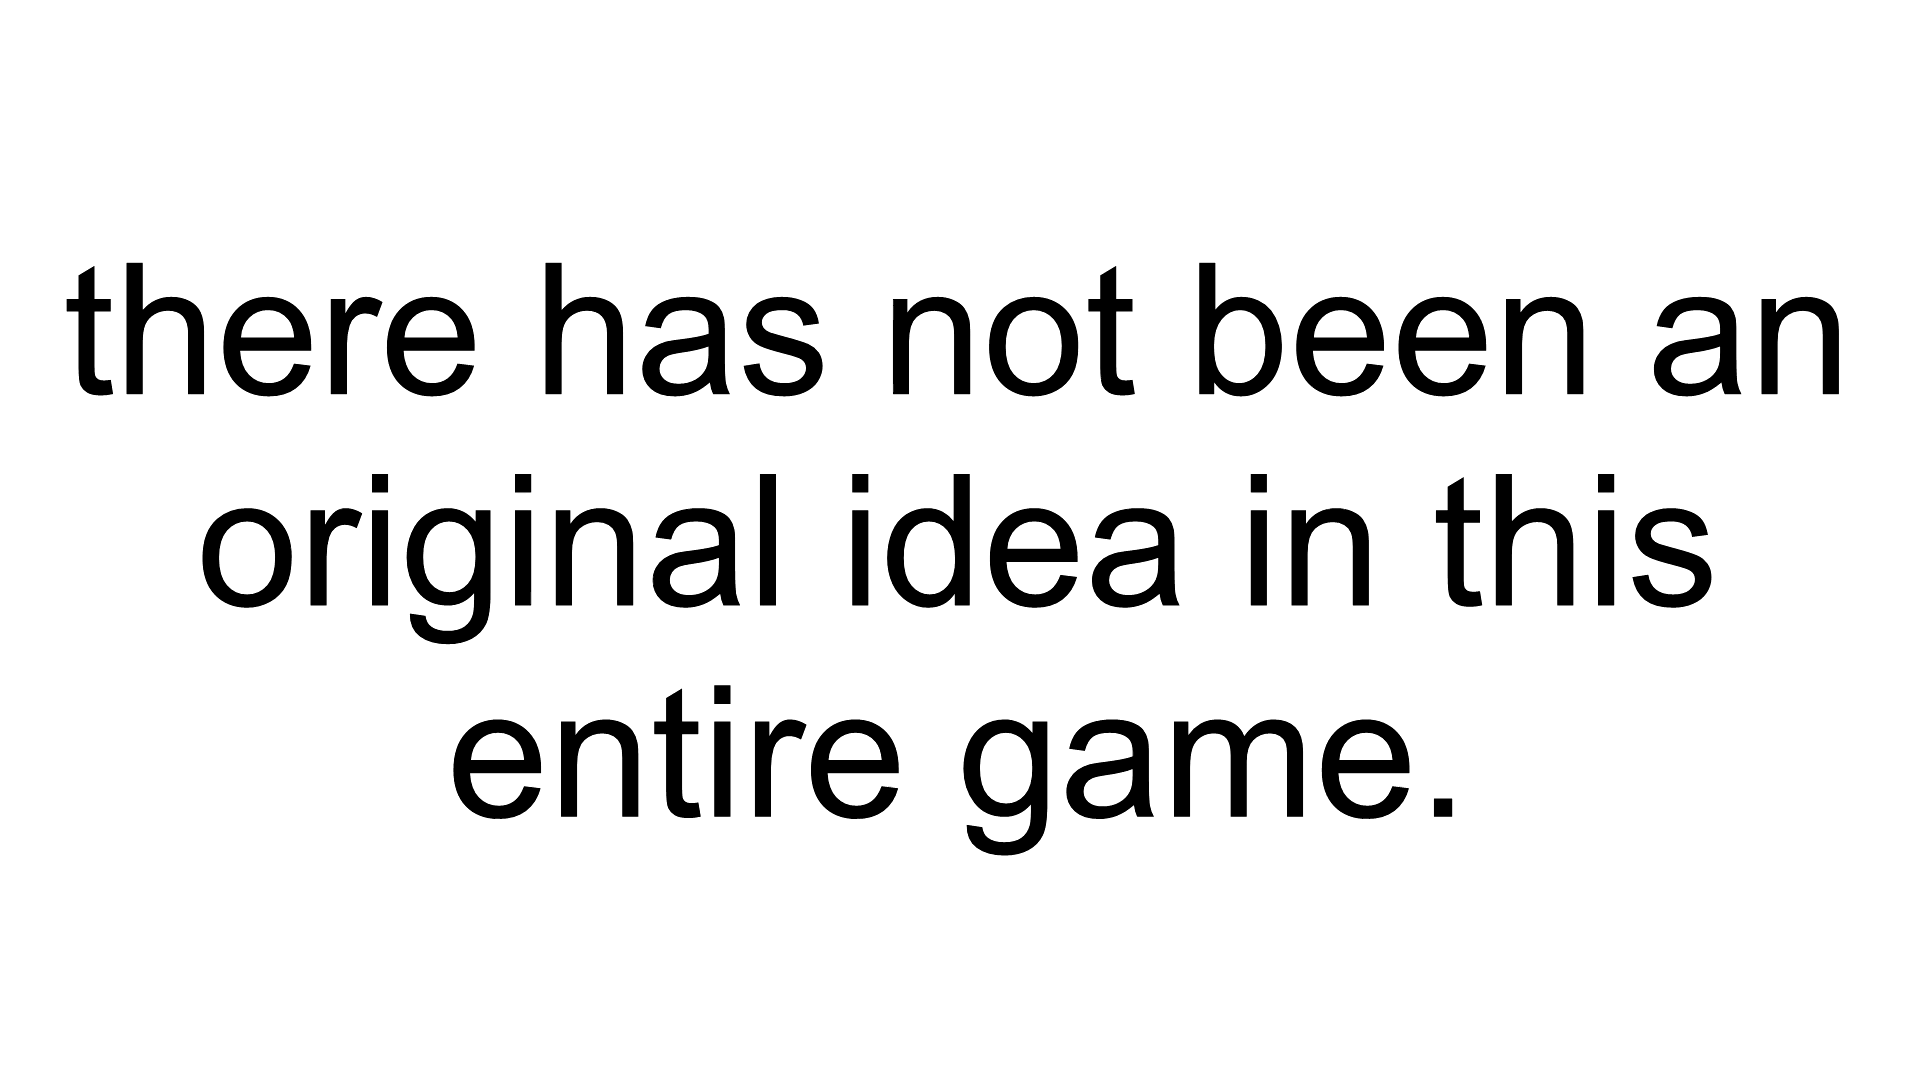 there has not been an
original idea in this
entire game.